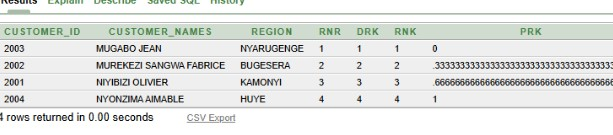 Results Explain Describe Saved SQL History
CUSTOMER_ID CUSTOMER_NAMES REGION RNR DRK RNK PRK
2003 MUGABO JEAN NYARUGENGE 1 1 1 0
2002 MUREKEZI SANGWA FABRICE BUGESERA 2 2 2 .3333333333333333333333333333333333333
2001 NIYIBIZI OLIVIER KAMONYI 3 3 3 .6666666666666666666666666666666666666
2004 NYONZIMA AIMABLE HUYE 4 4 4 1
4 rows returned in 0.00 seconds CSV Export